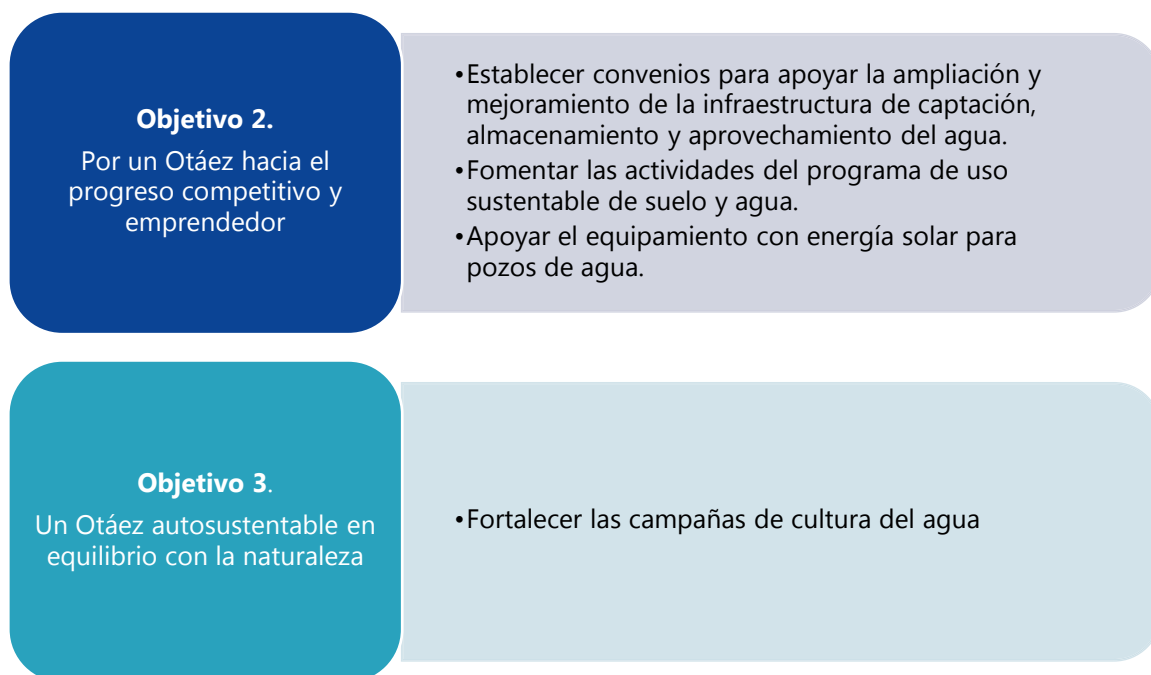 Objetivo 2.
Por un Otáez hacia el
progreso competitivo y
emprendedor
•Establecer convenios para apoyar la ampliación y
mejoramiento de la infraestructura de captación,
almacenamiento y aprovechamiento del agua.
•Fomentar las actividades del programa de uso
sustentable de suelo y agua.
•Apoyar el equipamiento con energía solar para
pozos de agua.
Objetivo 3.
Un Otáez autosustentable en
equilibrio con la naturaleza
•Fortalecer las campañas de cultura del agua